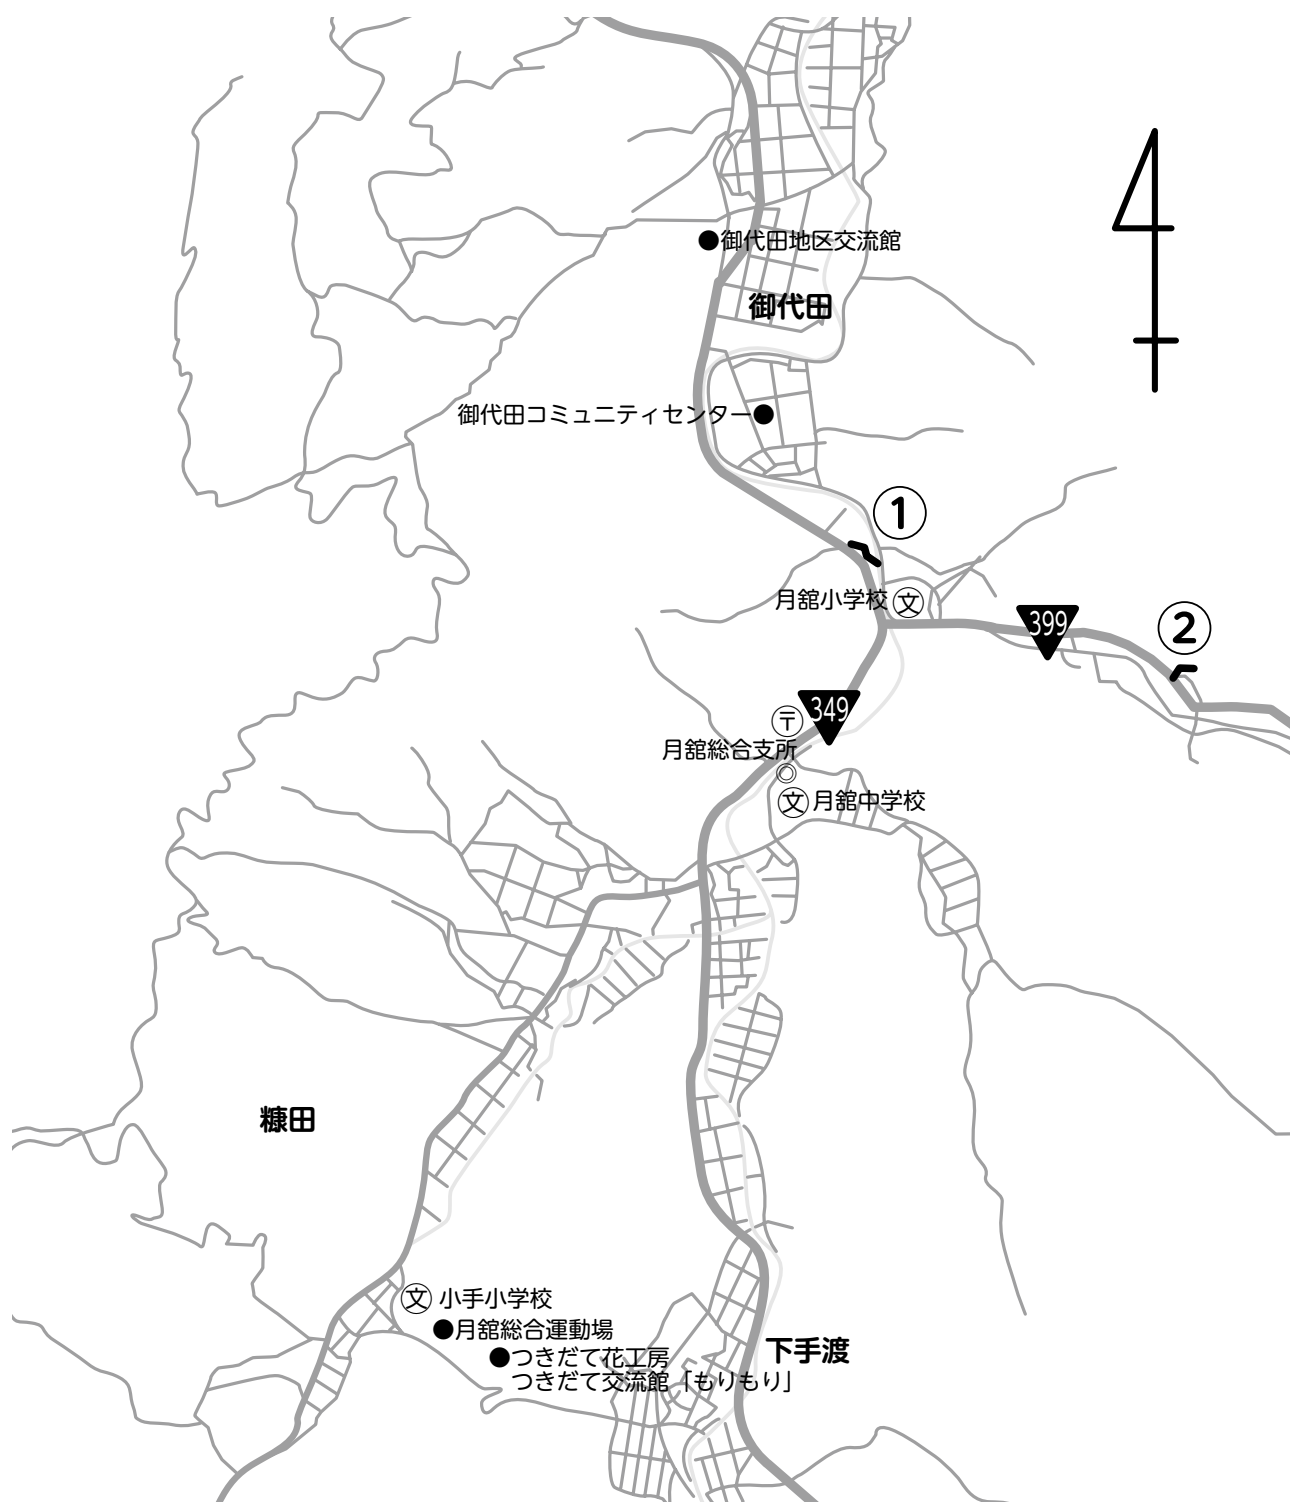 御代田地区交流館
御代田
御代田コミュニティセンター
1
月舘小学校
文
399
2
349
〒
月舘総合支所
文
月舘中学校
糠田
文
小手小学校
月舘総合運動場
下手渡
つきだて花工房
つきだて交流館「もりもり」